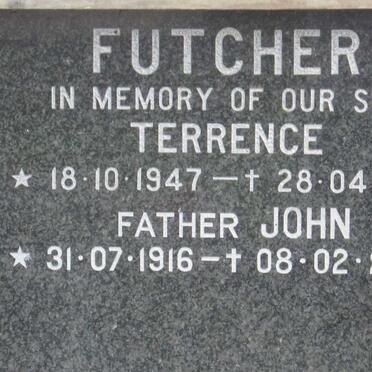 FUTCHER
IN MEMORY OF OUR S
TERRENCE
★ 18·10·1947 – † 28·04
FATHER JOHN
★ 31·07·1916 – † 08·02·